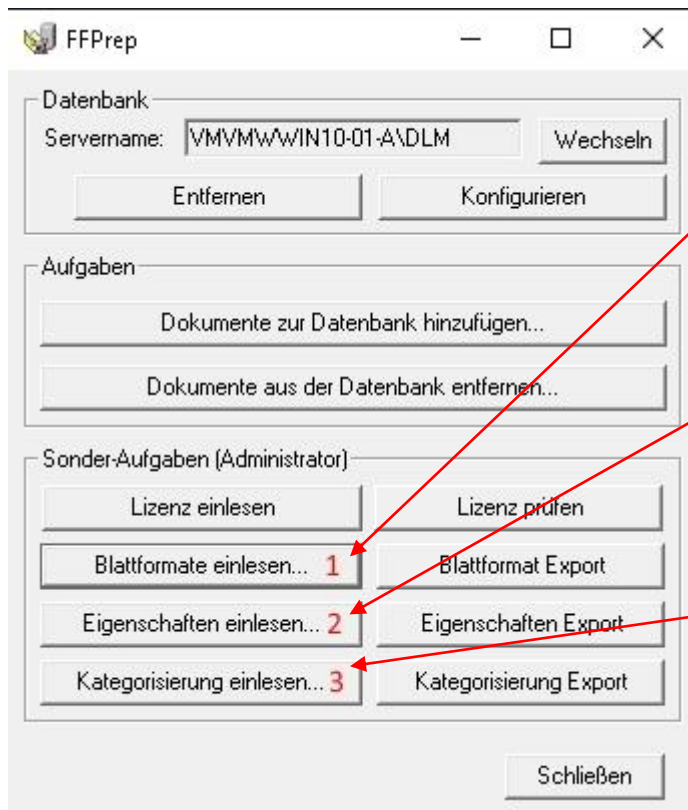 FFPrep
Datenbank
Servername: VMVMWWIN10-01-A\DLM Wechseln
Entfernen Konfigurieren
Aufgaben
Dokumente zur Datenbank hinzufügen...
Dokumente aus der Datenbank entfernen...
Sonder-Aufgaben (Administrator)
Lizenz einlesen Lizenz prüfen
Blattformate einlesen... 1 Blattformat Export
Eigenschaften einlesen... 2 Eigenschaften Export
Kategorisierung einlesen... 3 Kategorisierung Export
Schließen